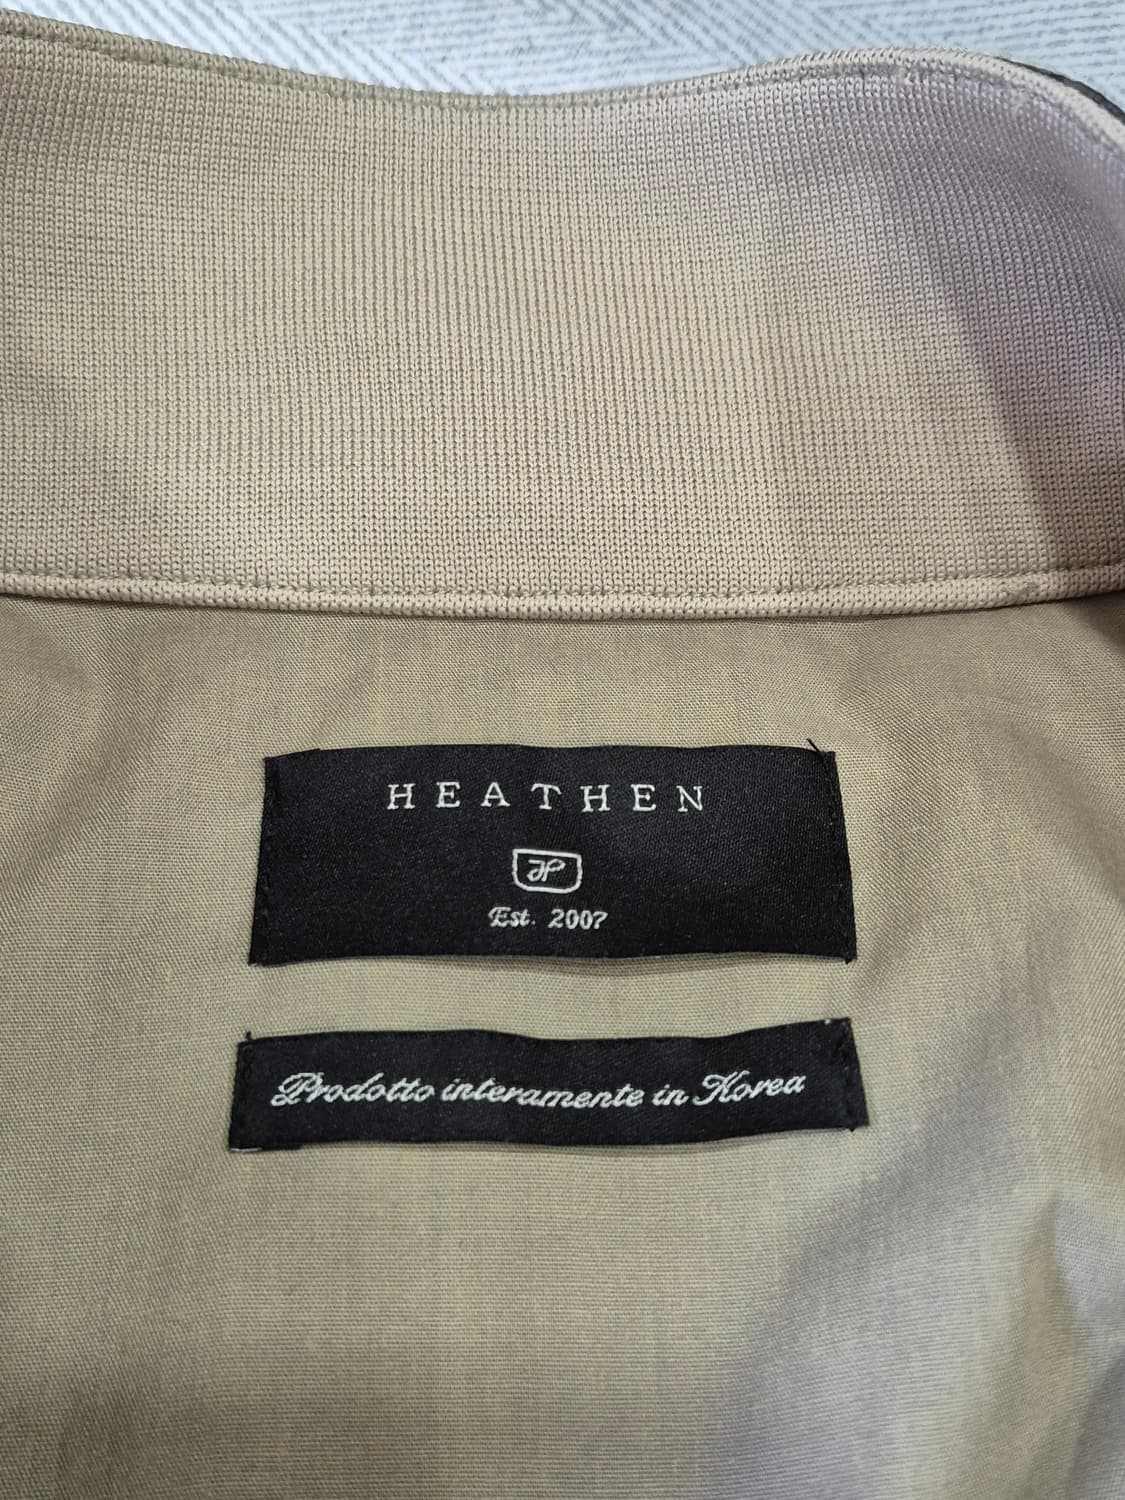 HEATHEN
Est. 2007
Prodotto interamente in Korea